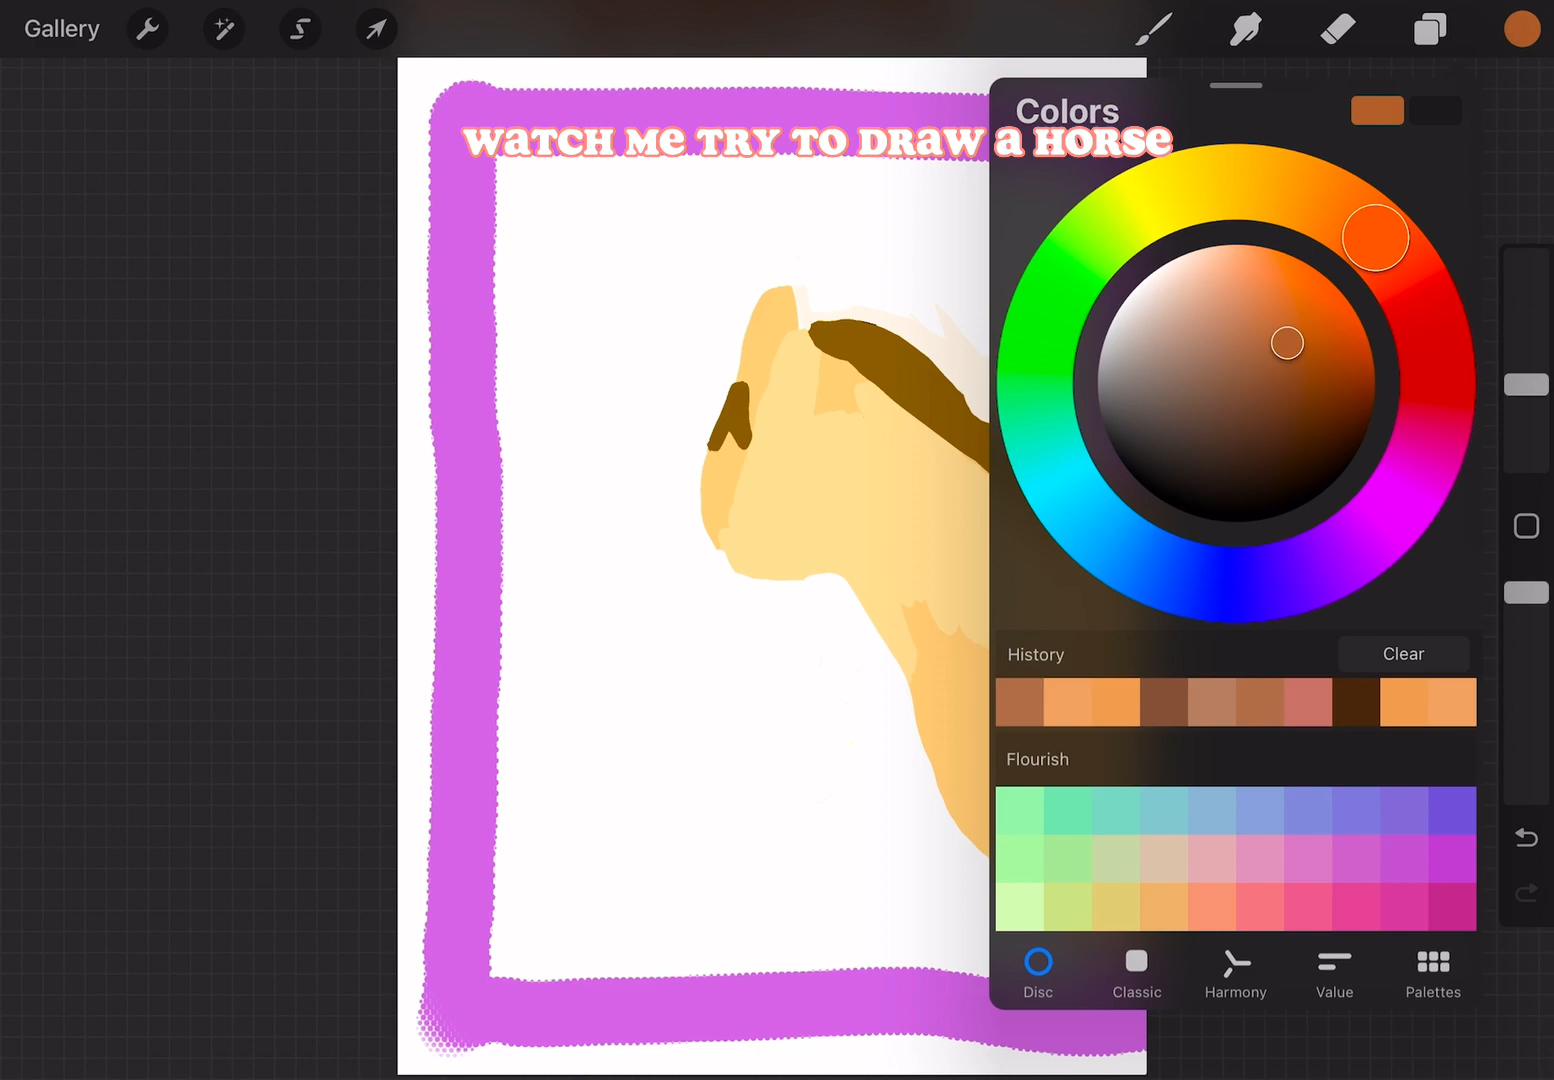 Gallery
Colors
WATCH Me TRY TO DRaW a HORSe
History
Clear
Flourish
Disc
Classic
Harmony
Value
Palettes